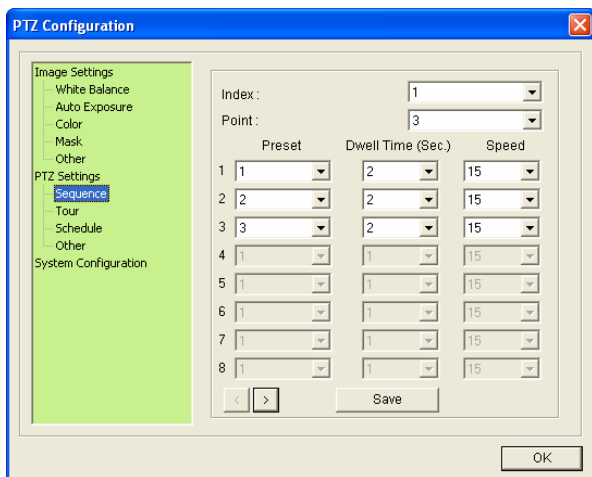 PTZ Configuration
Image Settings
White Balance
Auto Exposure
Color
Mask
Other
PTZ Settings
Sequence
Tour
Schedule
Other
System Configuration
Index : 1
Point : 3
Preset Dwell Time (Sec.) Speed
1 1 2 15
2 2 2 15
3 3 2 15
4 1 1 15
5 1 1 15
6 1 1 15
7 1 1 15
8 1 1 15
< > Save
OK